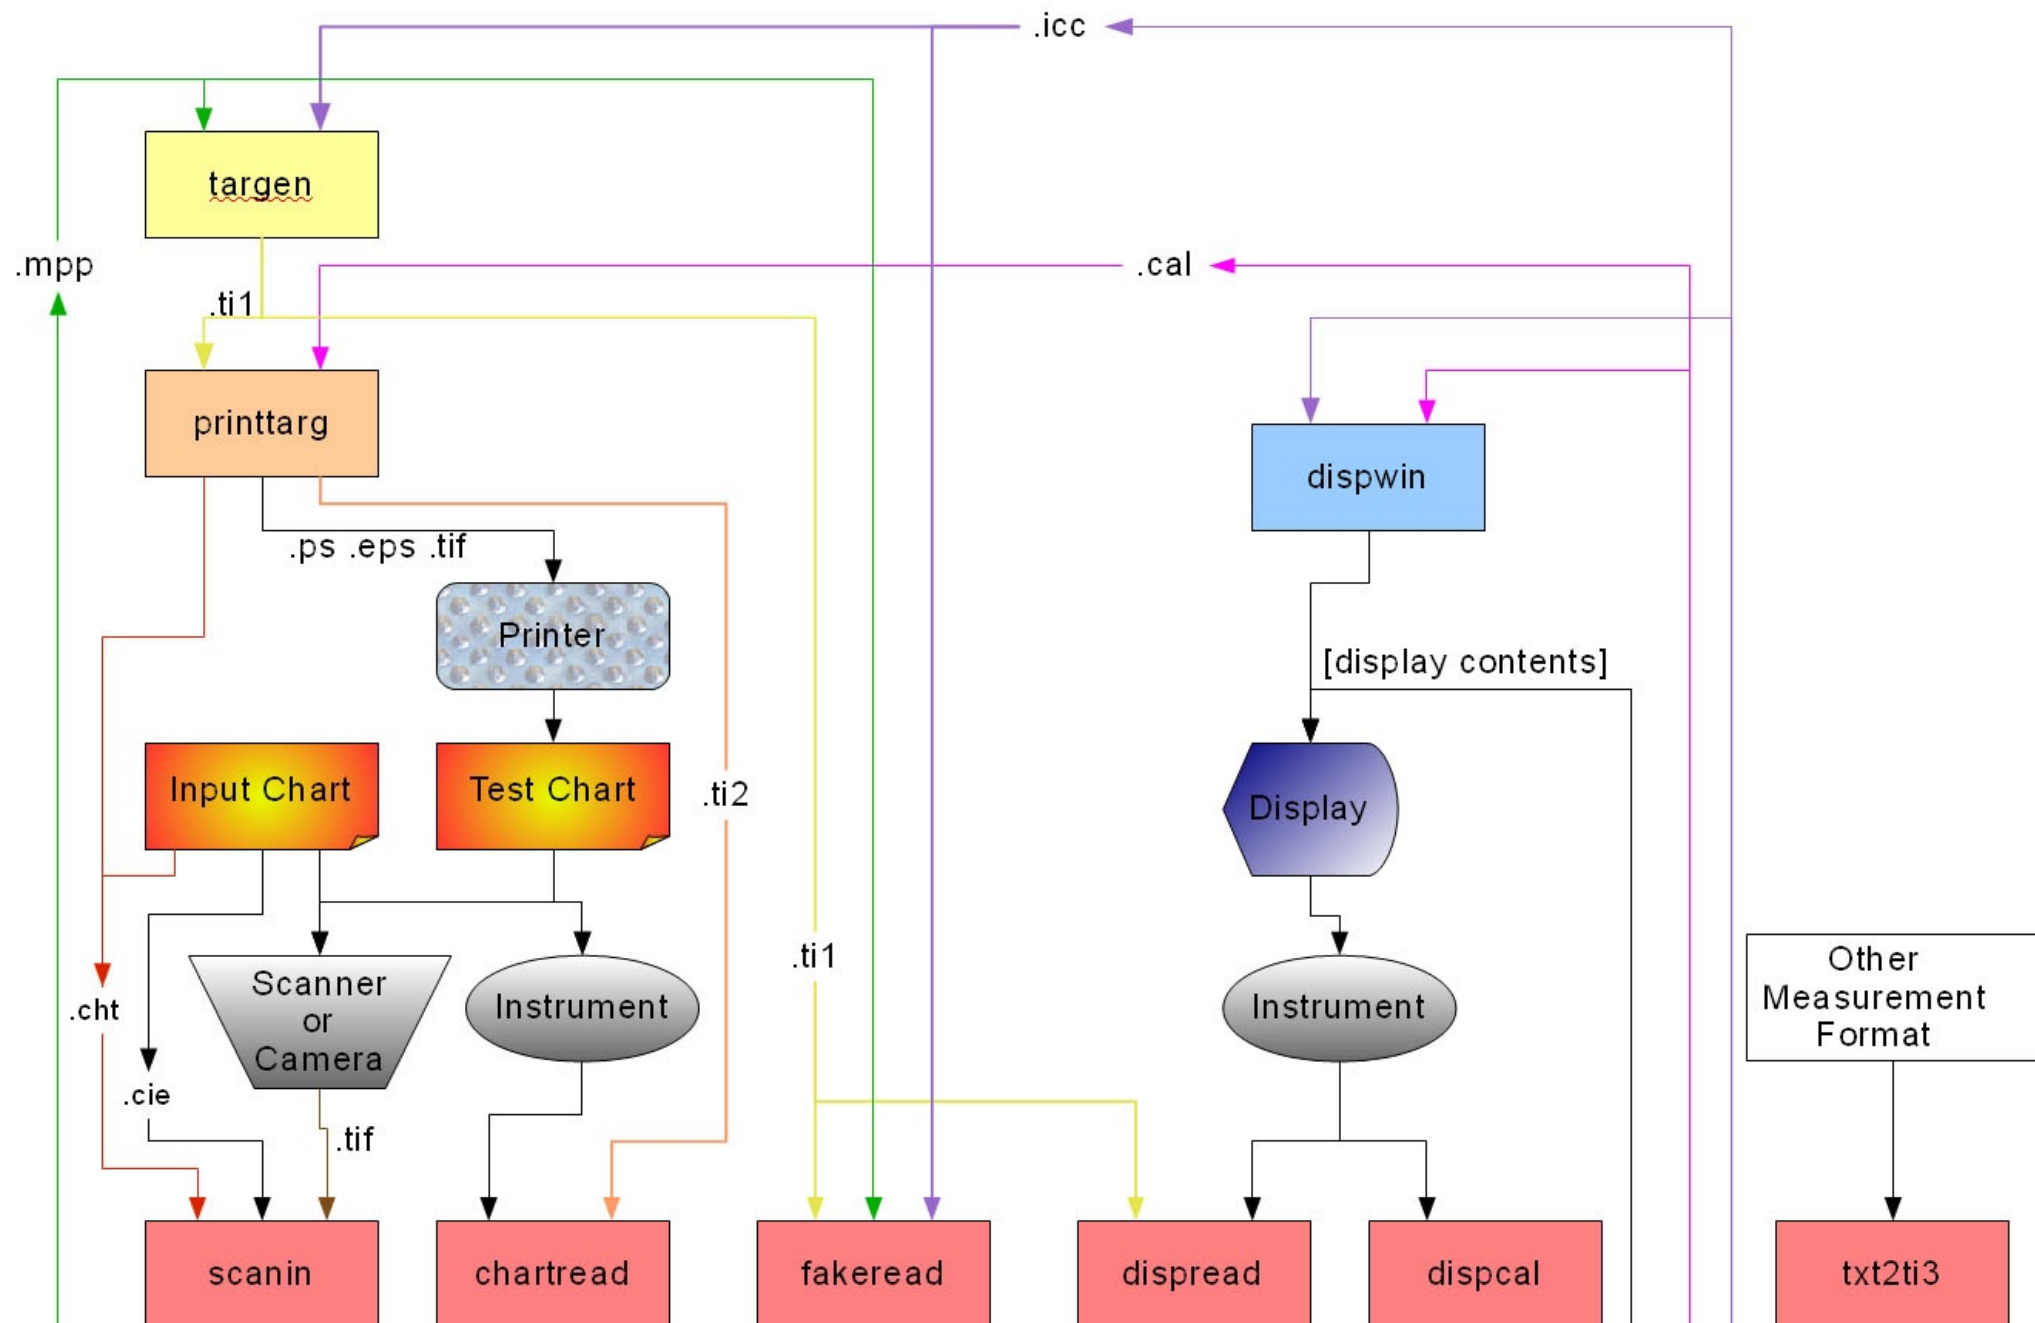 .icc
targen
.mpp
.cal
.ti1
printtarg
dispwin
.ps .eps .tif
Printer
[display contents]
Input Chart
Test Chart
.ti2
Display
.ti1
Other
Measurement
Format
Scanner
or
Camera
Instrument
Instrument
.cht
.cie
.tif
scanin
chartread
fakeread
dispread
dispcal
txt2ti3